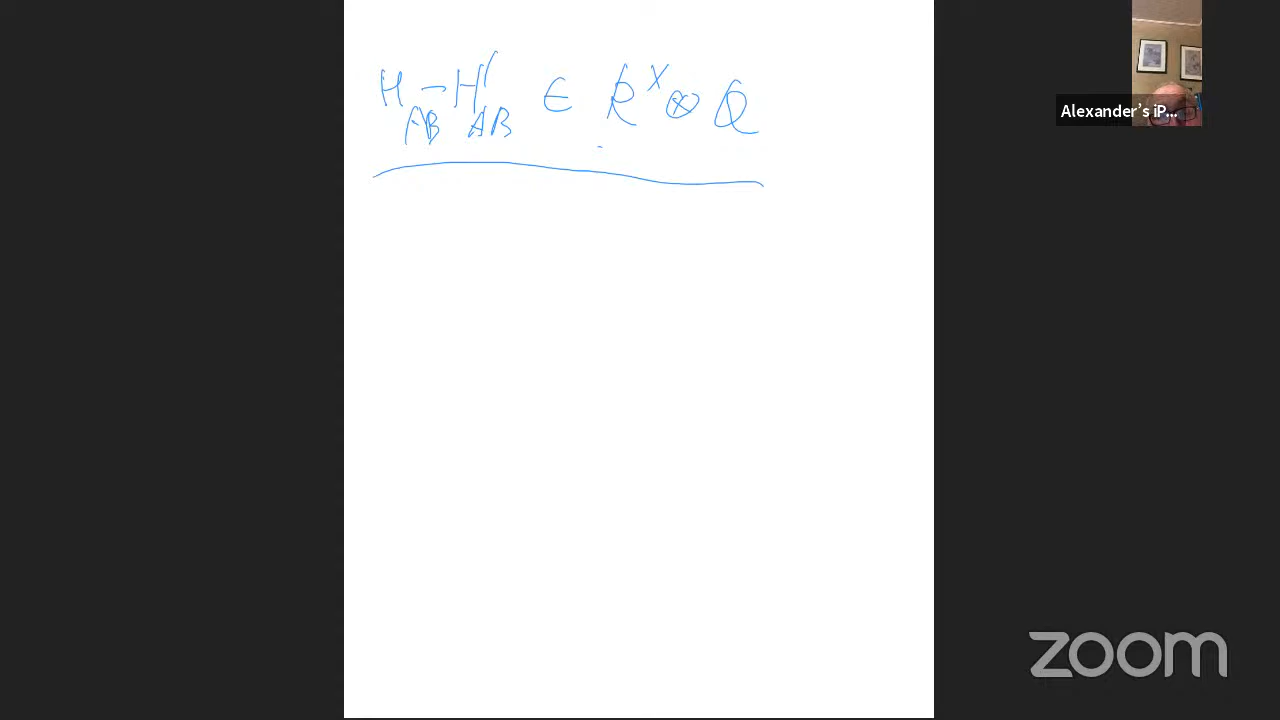 H_AB - H'_AB ∈ R^× ⊗ Q
Alexander's iP...
zoom